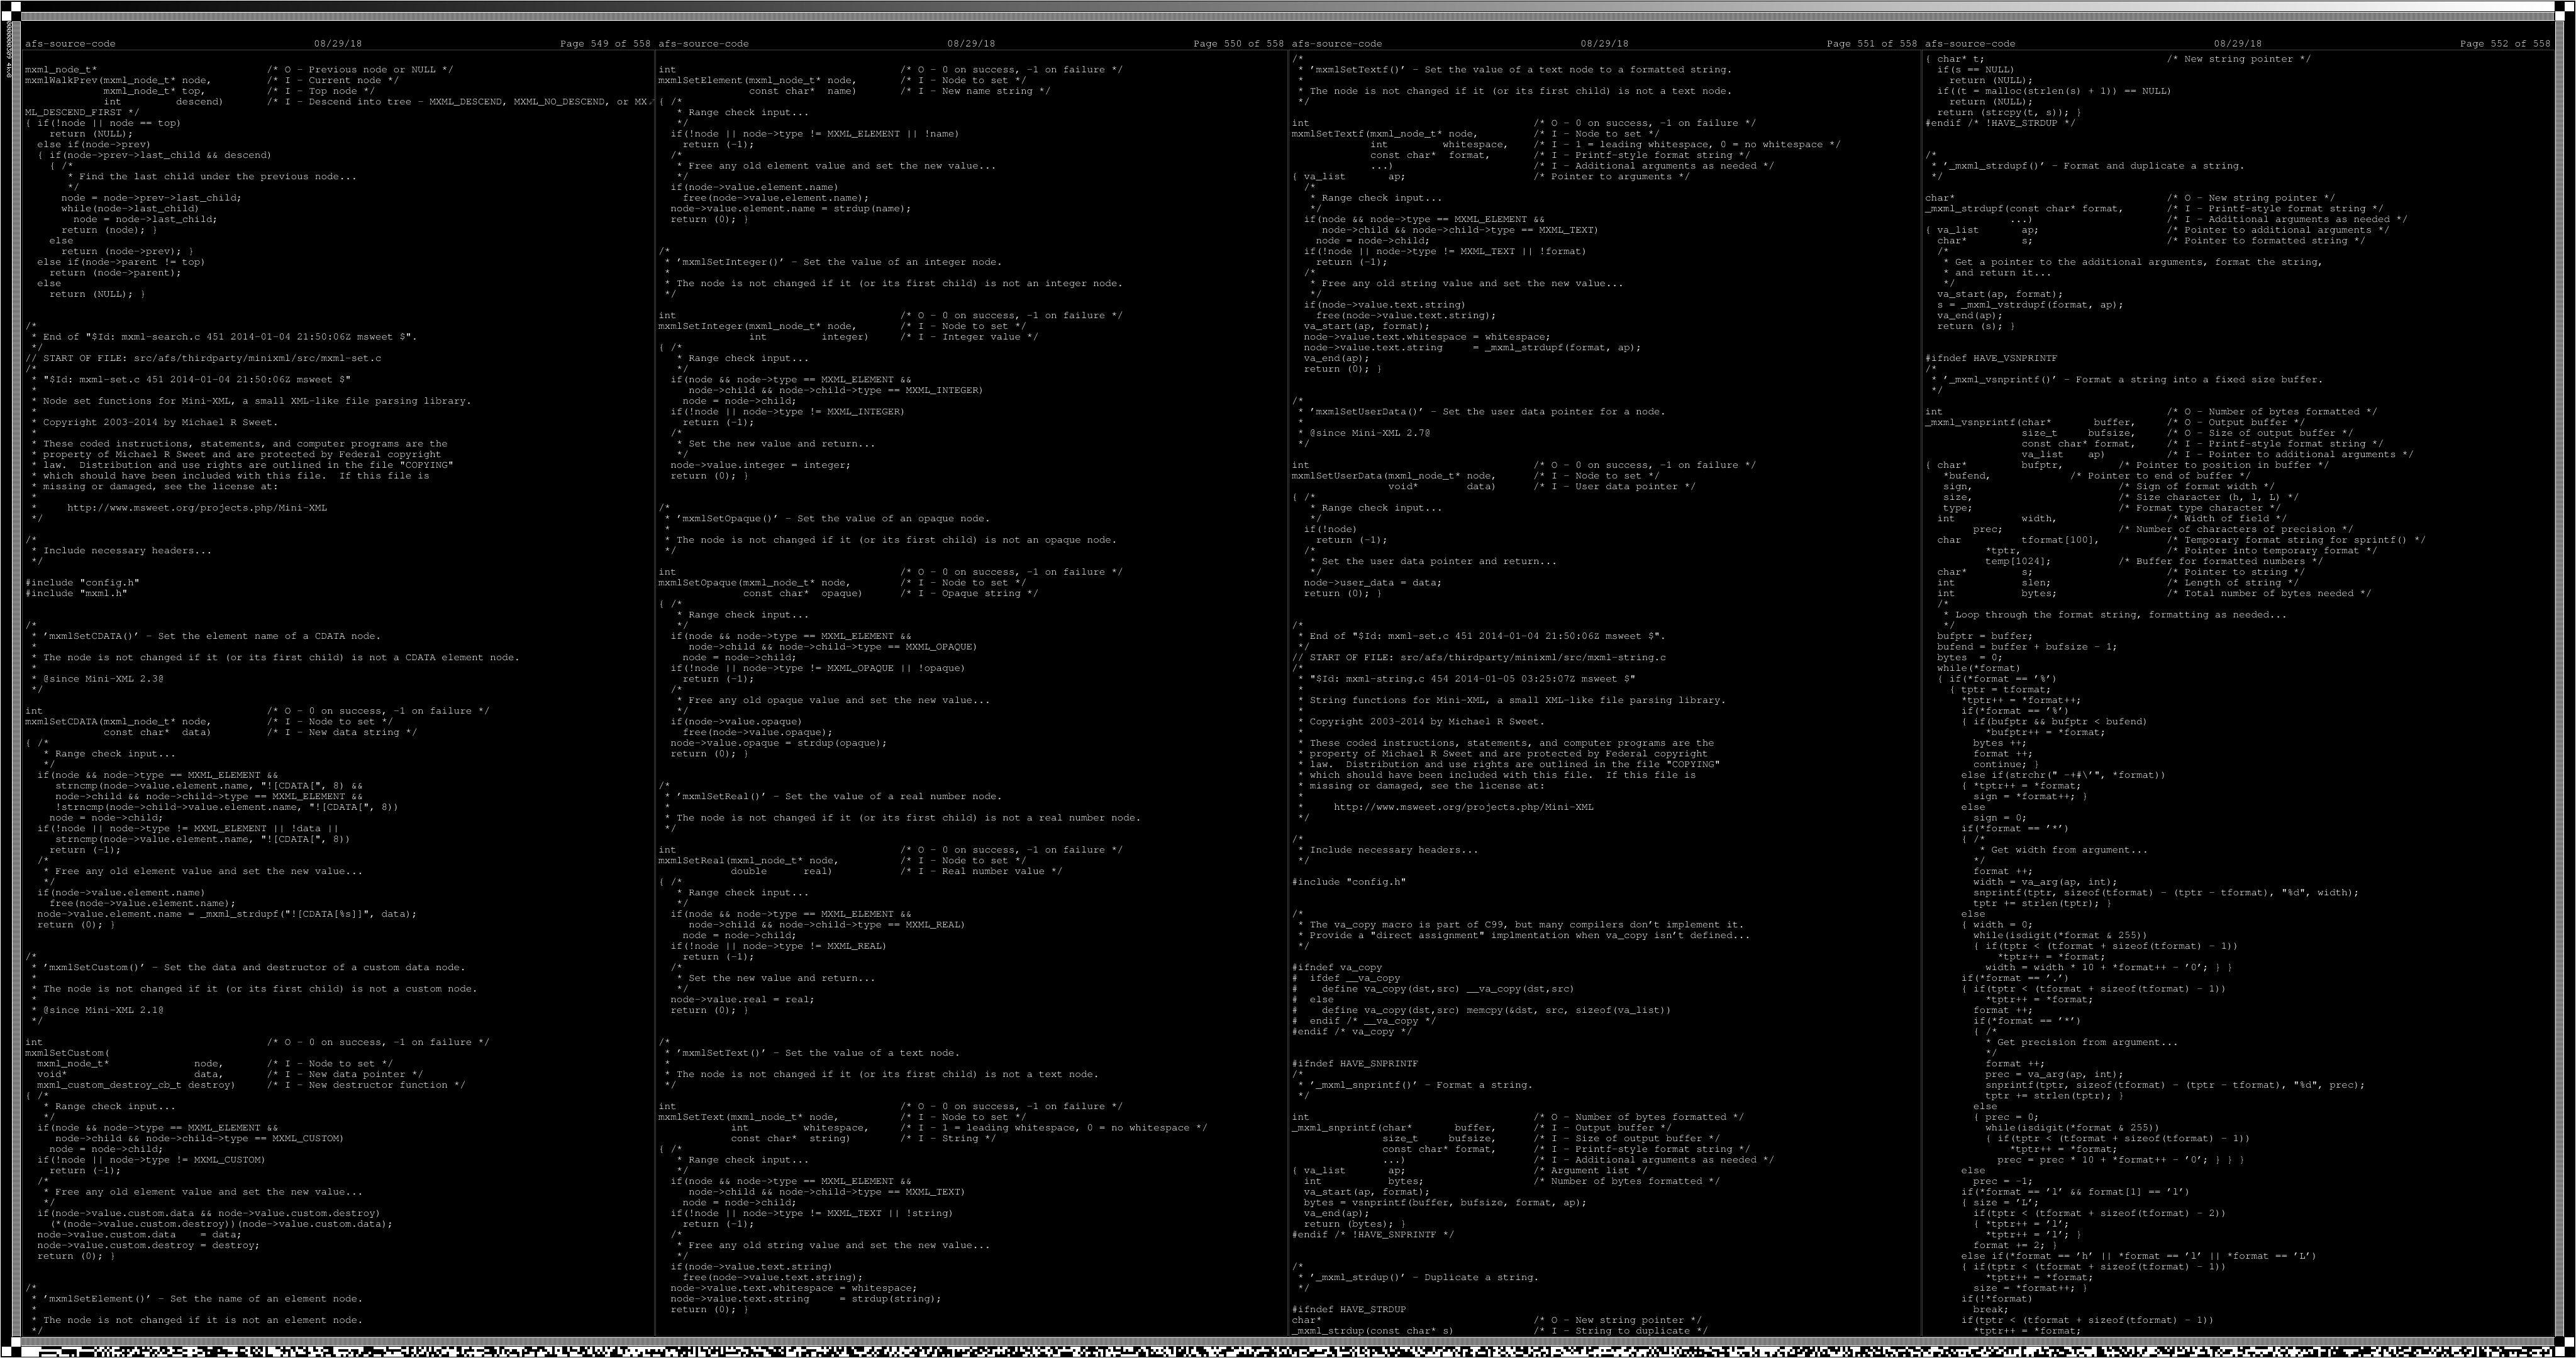 afs-source-code 08/29/18 Page 549 of 558
mxml_node_t* /* O - Previous node or NULL */
mxmlWalkPrev(mxml_node_t* node, /* I - Current node */
mxml_node_t* top, /* I - Top node */
int descend) /* I - Descend into tree - MXML_DESCEND, MXML_NO_DESCEND, or MX
ML_DESCEND_FIRST */
{ if(!node || node == top)
return (NULL);
else if(node->prev)
{ if(node->prev->last_child && descend)
{ /*
* Find the last child under the previous node...
*/
node = node->prev->last_child;
while(node->last_child)
node = node->last_child;
return (node); }
else
return (node->prev); }
else if(node->parent != top)
return (node->parent);
else
return (NULL); }
/*
* End of "$Id: mxml-search.c 451 2014-01-04 21:50:06Z msweet $".
*/
// START OF FILE: src/afs/thirdparty/minixml/src/mxml-set.c
/*
* "$Id: mxml-set.c 451 2014-01-04 21:50:06Z msweet $"
*
* Node set functions for Mini-XML, a small XML-like file parsing library.
*
* Copyright 2003-2014 by Michael R Sweet.
*
* These coded instructions, statements, and computer programs are the
* property of Michael R Sweet and are protected by Federal copyright
* law. Distribution and use rights are outlined in the file "COPYING"
* which should have been included with this file. If this file is
* missing or damaged, see the license at:
*
* http://www.msweet.org/projects.php/Mini-XML
*/
/*
* Include necessary headers...
*/
#include "config.h"
#include "mxml.h"
/*
* 'mxmlSetCDATA()' - Set the element name of a CDATA node.
*
* The node is not changed if it (or its first child) is not a CDATA element node.
*
* @since Mini-XML 2.3@
*/
int /* O - 0 on success, -1 on failure */
mxmlSetCDATA(mxml_node_t* node, /* I - Node to set */
const char* data) /* I - New data string */
{ /*
* Range check input...
*/
if(node && node->type == MXML_ELEMENT &&
strncmp(node->value.element.name, "![CDATA[", 8) &&
node->child && node->child->type == MXML_ELEMENT &&
!strncmp(node->child->value.element.name, "![CDATA[", 8))
node = node->child;
if(!node || node->type != MXML_ELEMENT || !data ||
strncmp(node->value.element.name, "![CDATA[", 8))
return (-1);
/*
* Free any old element value and set the new value...
*/
if(node->value.element.name)
free(node->value.element.name);
node->value.element.name = _mxml_strdupf("![CDATA[%s]]", data);
return (0); }
/*
* 'mxmlSetCustom()' - Set the data and destructor of a custom data node.
*
* The node is not changed if it (or its first child) is not a custom node.
*
* @since Mini-XML 2.1@
*/
int /* O - 0 on success, -1 on failure */
mxmlSetCustom(
mxml_node_t* node, /* I - Node to set */
void* data, /* I - New data pointer */
mxml_custom_destroy_cb_t destroy) /* I - New destructor function */
{ /*
* Range check input...
*/
if(node && node->type == MXML_ELEMENT &&
node->child && node->child->type == MXML_CUSTOM)
node = node->child;
if(!node || node->type != MXML_CUSTOM)
return (-1);
/*
* Free any old element value and set the new value...
*/
if(node->value.custom.data && node->value.custom.destroy)
(*(node->value.custom.destroy))(node->value.custom.data);
node->value.custom.data = data;
node->value.custom.destroy = destroy;
return (0); }
/*
* 'mxmlSetElement()' - Set the name of an element node.
*
* The node is not changed if it is not an element node.
*/
afs-source-code 08/29/18 Page 550 of 558
int /* O - 0 on success, -1 on failure */
mxmlSetElement(mxml_node_t* node, /* I - Node to set */
const char* name) /* I - New name string */
{ /*
* Range check input...
*/
if(!node || node->type != MXML_ELEMENT || !name)
return (-1);
/*
* Free any old element value and set the new value...
*/
if(node->value.element.name)
free(node->value.element.name);
node->value.element.name = strdup(name);
return (0); }
/*
* 'mxmlSetInteger()' - Set the value of an integer node.
*
* The node is not changed if it (or its first child) is not an integer node.
*/
int /* O - 0 on success, -1 on failure */
mxmlSetInteger(mxml_node_t* node, /* I - Node to set */
int integer) /* I - Integer value */
{ /*
* Range check input...
*/
if(node && node->type == MXML_ELEMENT &&
node->child && node->child->type == MXML_INTEGER)
node = node->child;
if(!node || node->type != MXML_INTEGER)
return (-1);
/*
* Set the new value and return...
*/
node->value.integer = integer;
return (0); }
/*
* 'mxmlSetOpaque()' - Set the value of an opaque node.
*
* The node is not changed if it (or its first child) is not an opaque node.
*/
int /* O - 0 on success, -1 on failure */
mxmlSetOpaque(mxml_node_t* node, /* I - Node to set */
const char* opaque) /* I - Opaque string */
{ /*
* Range check input...
*/
if(node && node->type == MXML_ELEMENT &&
node->child && node->child->type == MXML_OPAQUE)
node = node->child;
if(!node || node->type != MXML_OPAQUE || !opaque)
return (-1);
/*
* Free any old opaque value and set the new value...
*/
if(node->value.opaque)
free(node->value.opaque);
node->value.opaque = strdup(opaque);
return (0); }
/*
* 'mxmlSetReal()' - Set the value of a real number node.
*
* The node is not changed if it (or its first child) is not a real number node.
*/
int /* O - 0 on success, -1 on failure */
mxmlSetReal(mxml_node_t* node, /* I - Node to set */
double real) /* I - Real number value */
{ /*
* Range check input...
*/
if(node && node->type == MXML_ELEMENT &&
node->child && node->child->type == MXML_REAL)
node = node->child;
if(!node || node->type != MXML_REAL)
return (-1);
/*
* Set the new value and return...
*/
node->value.real = real;
return (0); }
/*
* 'mxmlSetText()' - Set the value of a text node.
*
* The node is not changed if it (or its first child) is not a text node.
*/
int /* O - 0 on success, -1 on failure */
mxmlSetText(mxml_node_t* node, /* I - Node to set */
int whitespace, /* I - 1 = leading whitespace, 0 = no whitespace */
const char* string) /* I - String */
{ /*
* Range check input...
*/
if(node && node->type == MXML_ELEMENT &&
node->child && node->child->type == MXML_TEXT)
node = node->child;
if(!node || node->type != MXML_TEXT || !string)
return (-1);
/*
* Free any old string value and set the new value...
*/
if(node->value.text.string)
free(node->value.text.string);
node->value.text.whitespace = whitespace;
node->value.text.string = strdup(string);
return (0); }
afs-source-code 08/29/18 Page 551 of 558
/*
* 'mxmlSetTextf()' - Set the value of a text node to a formatted string.
*
* The node is not changed if it (or its first child) is not a text node.
*/
int /* O - 0 on success, -1 on failure */
mxmlSetTextf(mxml_node_t* node, /* I - Node to set */
int whitespace, /* I - 1 = leading whitespace, 0 = no whitespace */
const char* format, /* I - Printf-style format string */
...) /* I - Additional arguments as needed */
{ va_list ap; /* Pointer to arguments */
/*
* Range check input...
*/
if(node && node->type == MXML_ELEMENT &&
node->child && node->child->type == MXML_TEXT)
node = node->child;
if(!node || node->type != MXML_TEXT || !format)
return (-1);
/*
* Free any old string value and set the new value...
*/
if(node->value.text.string)
free(node->value.text.string);
va_start(ap, format);
node->value.text.whitespace = whitespace;
node->value.text.string = _mxml_strdupf(format, ap);
va_end(ap);
return (0); }
/*
* 'mxmlSetUserData()' - Set the user data pointer for a node.
*
* @since Mini-XML 2.7@
*/
int /* O - 0 on success, -1 on failure */
mxmlSetUserData(mxml_node_t* node, /* I - Node to set */
void* data) /* I - User data pointer */
{ /*
* Range check input...
*/
if(!node)
return (-1);
/*
* Set the user data pointer and return...
*/
node->user_data = data;
return (0); }
/*
* End of "$Id: mxml-set.c 451 2014-01-04 21:50:06Z msweet $".
*/
// START OF FILE: src/afs/thirdparty/minixml/src/mxml-string.c
/*
* "$Id: mxml-string.c 454 2014-01-05 03:25:07Z msweet $"
*
* String functions for Mini-XML, a small XML-like file parsing library.
*
* Copyright 2003-2014 by Michael R Sweet.
*
* These coded instructions, statements, and computer programs are the
* property of Michael R Sweet and are protected by Federal copyright
* law. Distribution and use rights are outlined in the file "COPYING"
* which should have been included with this file. If this file is
* missing or damaged, see the license at:
*
* http://www.msweet.org/projects.php/Mini-XML
*/
/*
* Include necessary headers...
*/
#include "config.h"
/*
* The va_copy macro is part of C99, but many compilers don't implement it.
* Provide a "direct assignment" implmentation when va_copy isn't defined...
*/
#ifndef va_copy
# ifdef __va_copy
# define va_copy(dst,src) __va_copy(dst,src)
# else
# define va_copy(dst,src) memcpy(&dst, src, sizeof(va_list))
# endif /* __va_copy */
#endif /* va_copy */
#ifndef HAVE_SNPRINTF
/*
* '_mxml_snprintf()' - Format a string.
*/
int /* O - Number of bytes formatted */
_mxml_snprintf(char* buffer, /* I - Output buffer */
size_t bufsize, /* I - Size of output buffer */
const char* format, /* I - Printf-style format string */
...) /* I - Additional arguments as needed */
{ va_list ap; /* Argument list */
int bytes; /* Number of bytes formatted */
va_start(ap, format);
bytes = vsnprintf(buffer, bufsize, format, ap);
va_end(ap);
return (bytes); }
#endif /* !HAVE_SNPRINTF */
/*
* '_mxml_strdup()' - Duplicate a string.
*/
#ifndef HAVE_STRDUP
char* /* O - New string pointer */
_mxml_strdup(const char* s) /* I - String to duplicate */
afs-source-code 08/29/18 Page 552 of 558
{ char* t; /* New string pointer */
if(s == NULL)
return (NULL);
if((t = malloc(strlen(s) + 1)) == NULL)
return (NULL);
return (strcpy(t, s)); }
#endif /* !HAVE_STRDUP */
/*
* '_mxml_strdupf()' - Format and duplicate a string.
*/
char* /* O - New string pointer */
_mxml_strdupf(const char* format, /* I - Printf-style format string */
...) /* I - Additional arguments as needed */
{ va_list ap; /* Pointer to additional arguments */
char* s; /* Pointer to formatted string */
/*
* Get a pointer to the additional arguments, format the string,
* and return it...
*/
va_start(ap, format);
s = _mxml_vstrdupf(format, ap);
va_end(ap);
return (s); }
#ifndef HAVE_VSNPRINTF
/*
* '_mxml_vsnprintf()' - Format a string into a fixed size buffer.
*/
int /* O - Number of bytes formatted */
_mxml_vsnprintf(char* buffer, /* O - Output buffer */
size_t bufsize, /* O - Size of output buffer */
const char* format, /* I - Printf-style format string */
va_list ap) /* I - Pointer to additional arguments */
{ char* bufptr, /* Pointer to position in buffer */
*bufend, /* Pointer to end of buffer */
sign, /* Sign of format width */
size, /* Size character (h, l, L) */
type; /* Format type character */
int width, /* Width of field */
prec; /* Number of characters of precision */
char tformat[100], /* Temporary format string for sprintf() */
*tptr, /* Pointer into temporary format */
temp[1024]; /* Buffer for formatted numbers */
char* s; /* Pointer to string */
int slen; /* Length of string */
int bytes; /* Total number of bytes needed */
/*
* Loop through the format string, formatting as needed...
*/
bufptr = buffer;
bufend = buffer + bufsize - 1;
bytes = 0;
while(*format)
{ if(*format == '%')
{ tptr = tformat;
*tptr++ = *format++;
if(*format == '%')
{ if(bufptr && bufptr < bufend)
*bufptr++ = *format;
bytes ++;
format ++;
continue; }
else if(strchr(" -+#\'", *format))
{ *tptr++ = *format;
sign = *format++; }
else
sign = 0;
if(*format == '*')
{ /*
* Get width from argument...
*/
format ++;
width = va_arg(ap, int);
snprintf(tptr, sizeof(tformat) - (tptr - tformat), "%d", width);
tptr += strlen(tptr); }
else
{ width = 0;
while(isdigit(*format & 255))
{ if(tptr < (tformat + sizeof(tformat) - 1))
*tptr++ = *format;
width = width * 10 + *format++ - '0'; } }
if(*format == '.')
{ if(tptr < (tformat + sizeof(tformat) - 1))
*tptr++ = *format;
format ++;
if(*format == '*')
{ /*
* Get precision from argument...
*/
format ++;
prec = va_arg(ap, int);
snprintf(tptr, sizeof(tformat) - (tptr - tformat), "%d", prec);
tptr += strlen(tptr); }
else
{ prec = 0;
while(isdigit(*format & 255))
{ if(tptr < (tformat + sizeof(tformat) - 1))
*tptr++ = *format;
prec = prec * 10 + *format++ - '0'; } } }
else
prec = -1;
if(*format == 'l' && format[1] == 'l')
{ size = 'L';
if(tptr < (tformat + sizeof(tformat) - 2))
{ *tptr++ = 'l';
*tptr++ = 'l'; }
format += 2; }
else if(*format == 'h' || *format == 'l' || *format == 'L')
{ if(tptr < (tformat + sizeof(tformat) - 1))
*tptr++ = *format;
size = *format++; }
if(!*format)
break;
if(tptr < (tformat + sizeof(tformat) - 1))
*tptr++ = *format;